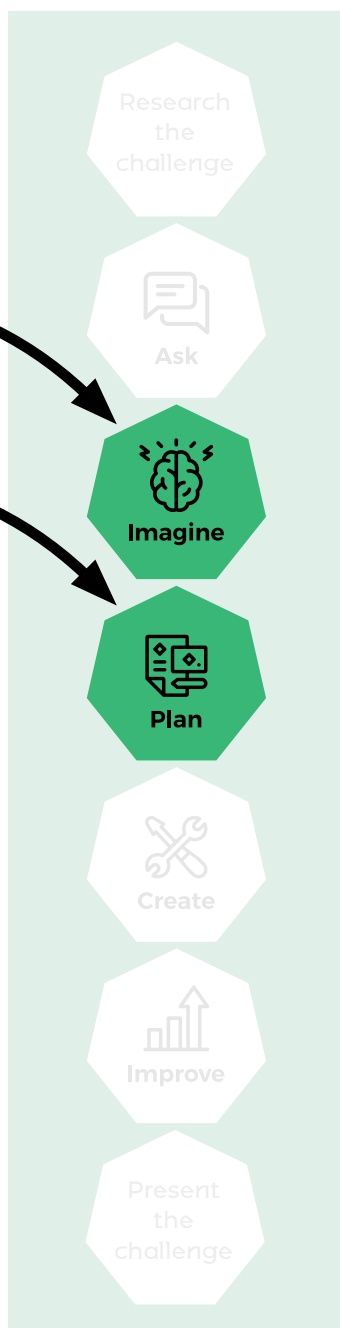 Research
the
challenge
Ask
Imagine
Plan
Create
Improve
Present
the
challenge